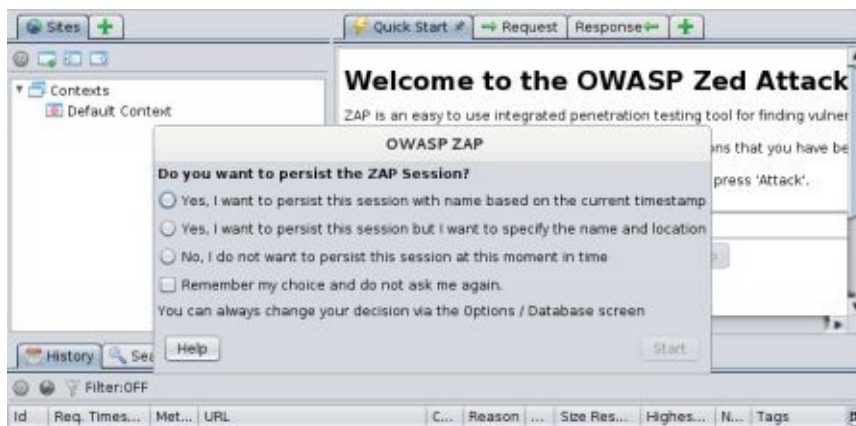 Sites
Quick Start
Request
Response
Contexts
Default Context
Welcome to the OWASP Zed Attack
ZAP is an easy to use integrated penetration testing tool for finding vulner
ons that you have be
press 'Attack'.
OWASP ZAP
Do you want to persist the ZAP Session?
Yes, I want to persist this session with name based on the current timestamp
Yes, I want to persist this session but I want to specify the name and location
No, I do not want to persist this session at this moment in time
Remember my choice and do not ask me again.
You can always change your decision via the Options / Database screen
Help
Start
History
Sea
Filter:OFF
Id
Req. Times...
Met...
URL
C...
Reason
...
Size Res...
Highes...
N...
Tags